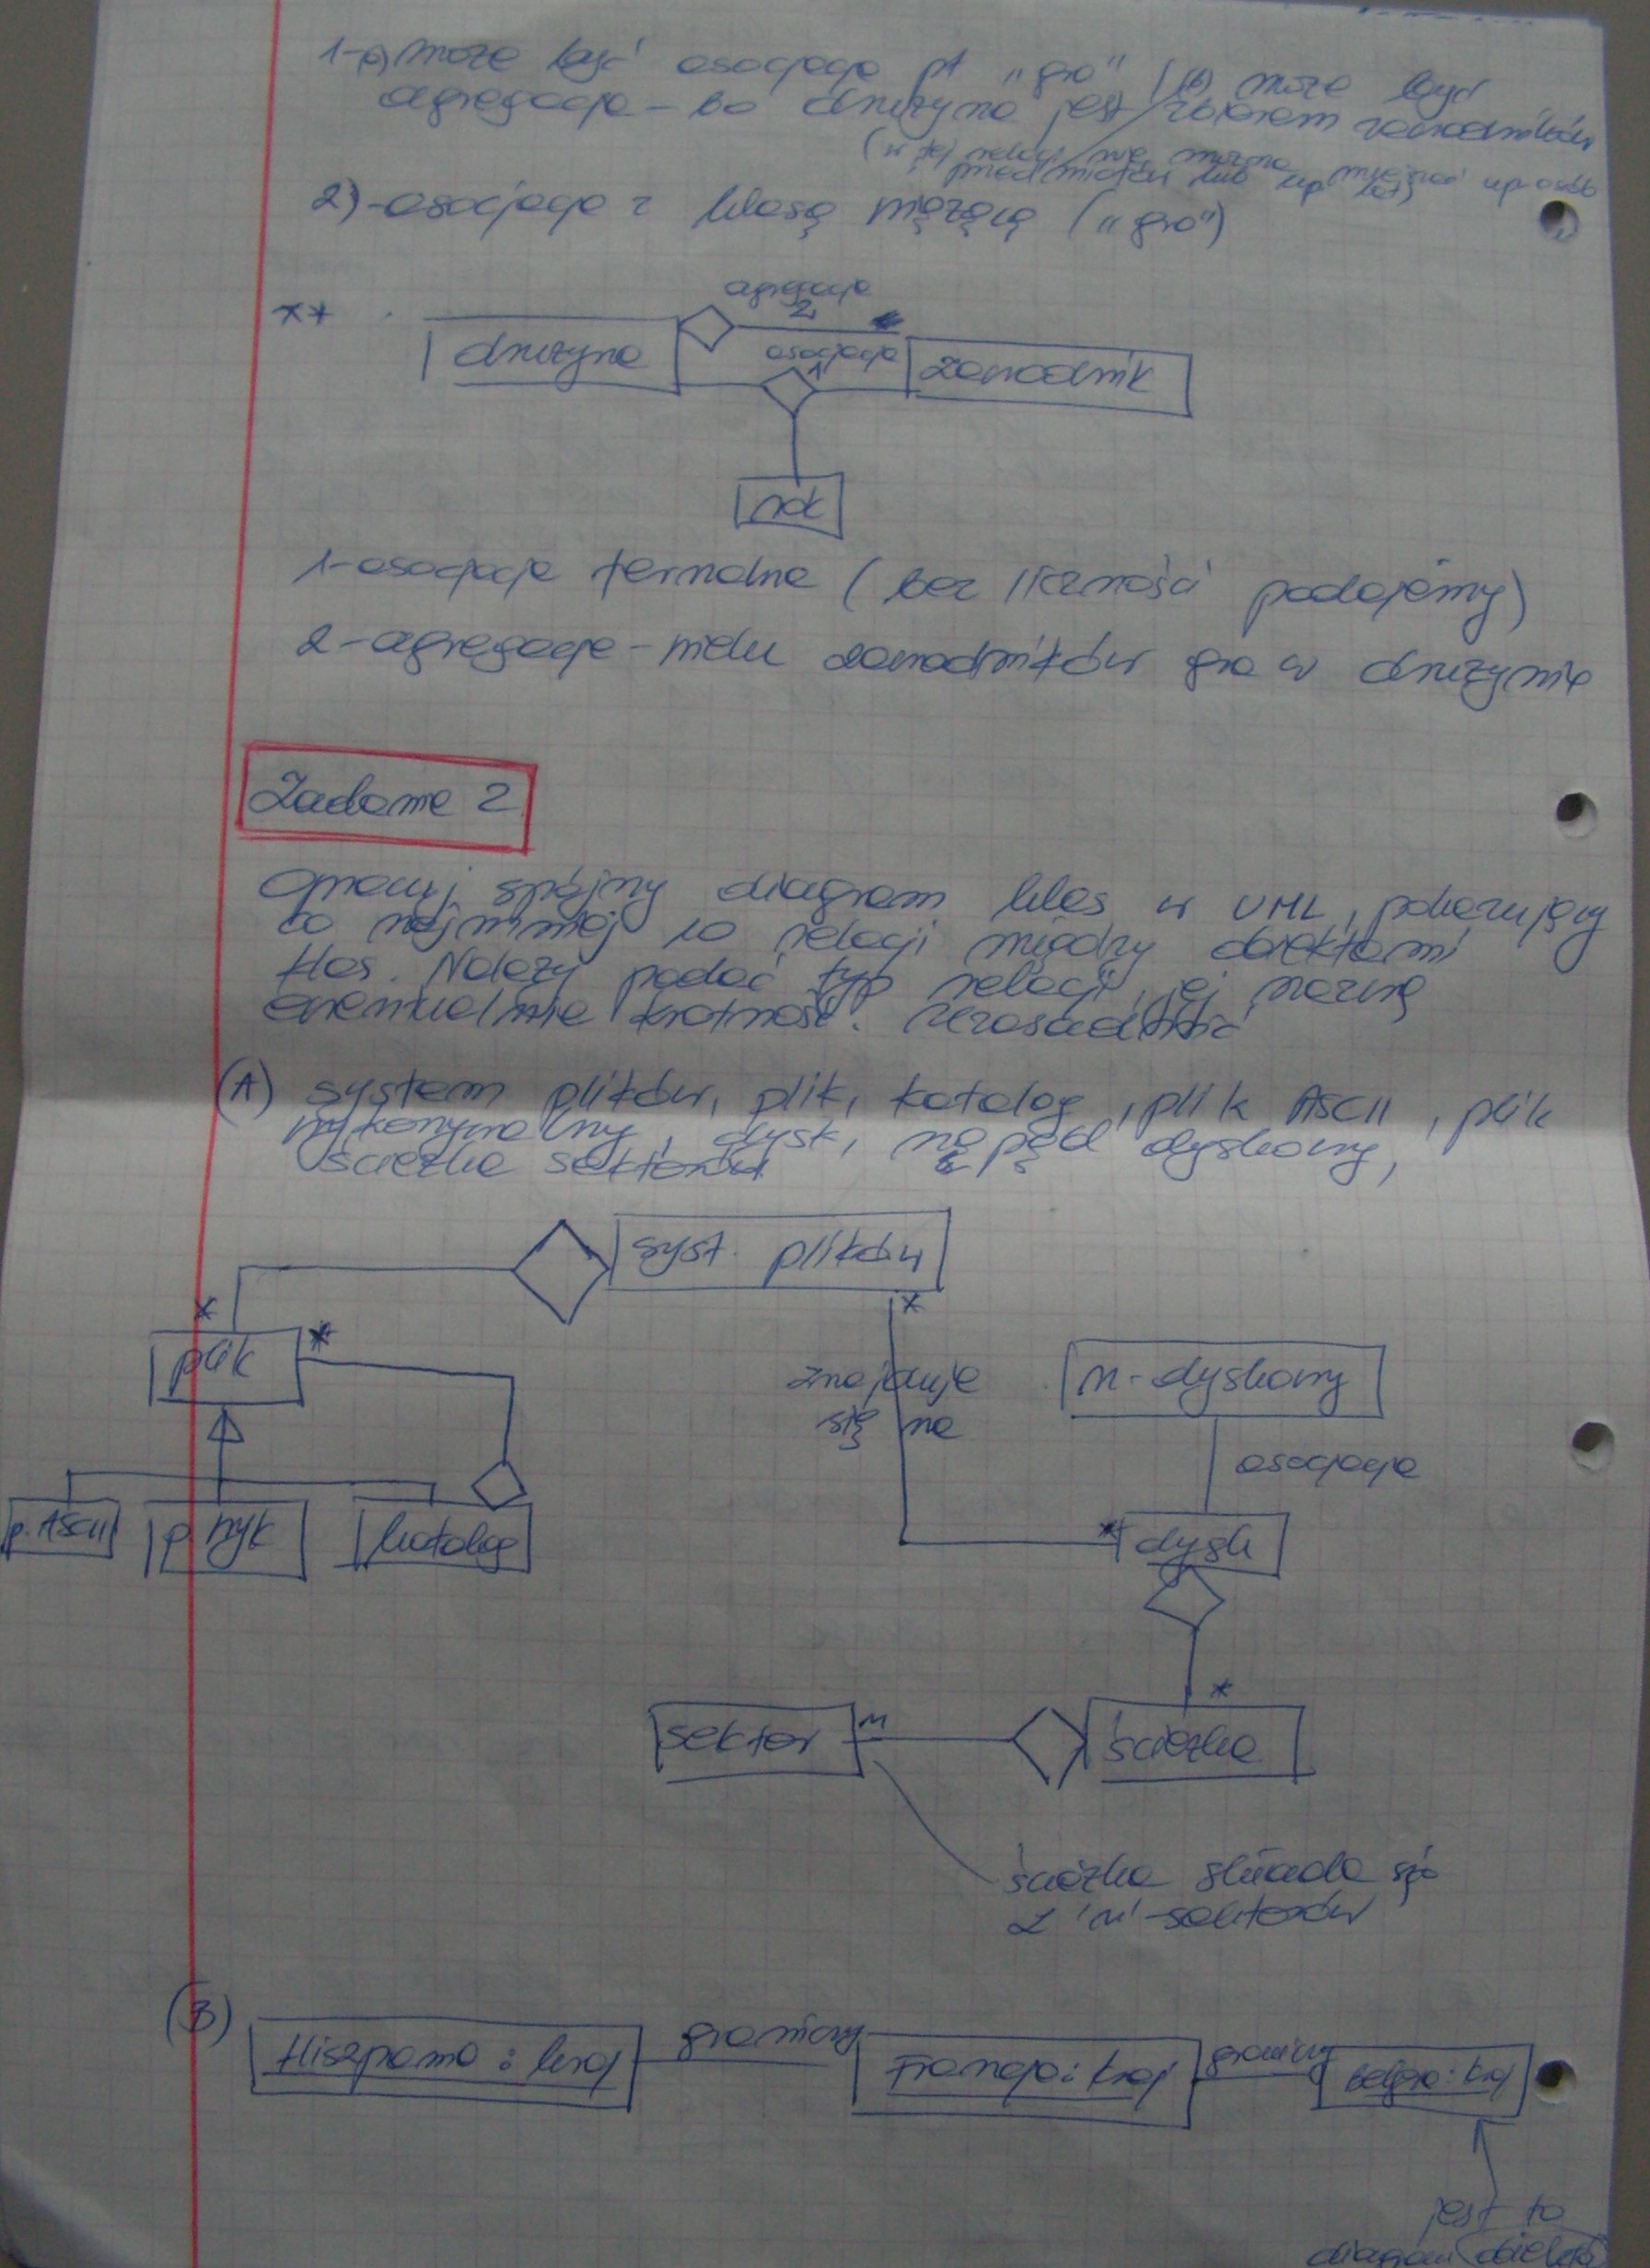 1-a) może być asocjacja pt „gra” / (b) może być
agregacja – bo drużyna jest zbiorem zawodników
(w tej relacji nie można mieszać np osób
przedmiotów lub np
2) - asocjacja z klasą wiążącą („gra”)
agregacja
** 2
drużyna asocjacja zawodnik
1
rok
1-asocjacja ternalna (bez liczności podajemy)
2-agregacja – wielu zawodników gra w drużynie
Zadanie 2
Opracuj spójny diagram klas w UML, pokazujący
co najmniej 10 relacji między obiektami
klas. Należy podać typ relacji, jej nazwę
ewentualnie krotność. Uzasadnić
(A) system plików, plik, katalog, plik ASCII, plik
wykonywalny, dysk, napęd dyskowy,
ścieżka sektorów
syst. plików
* * *
plik
znajduje się na
n-dyskowy
asocjacja
p. ASCII
p wyk
katalog
* dysk
*
sektor n ścieżka
ścieżka składa się
z 'n'-sektorów
(B) Hiszpania : kraj graniczy Francja : kraj graniczy Belgia : kraj
jest to
diagram obiektów